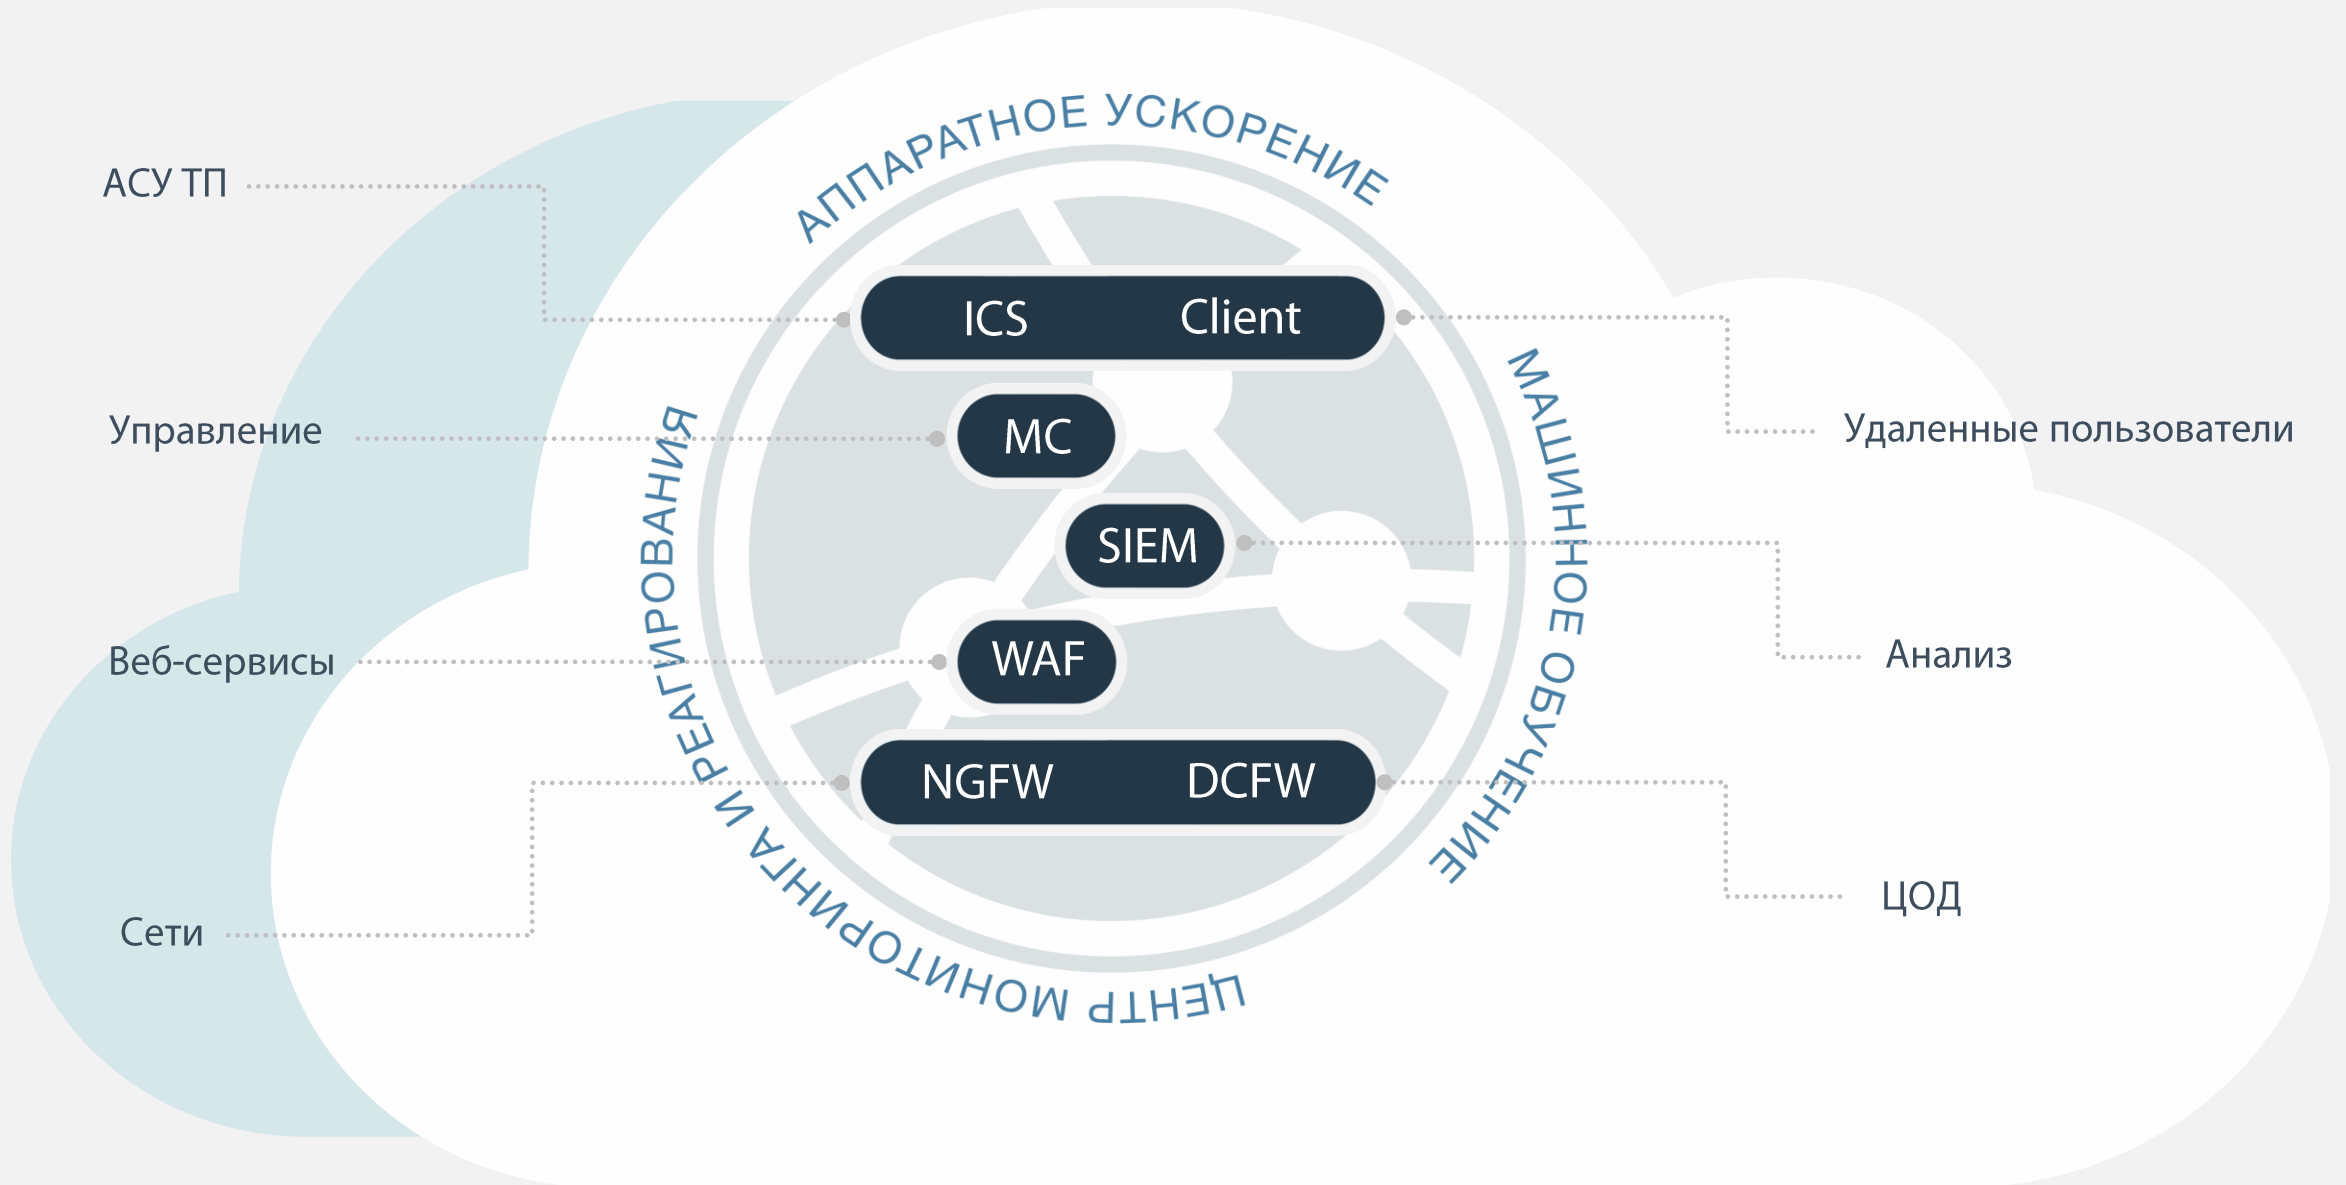 АППАРАТНОЕ УСКОРЕНИЕ
АСУ ТП
ICS
Client
МАШИННОЕ ОБУЧЕНИЕ
Управление
MC
Удаленные пользователи
SIEM
Анализ
Веб-сервисы
WAF
NGFW
DCFW
ЦОД
Сети
ЦЕНТР МОНИТОРИНГА И РЕАГИРОВАНИЯ